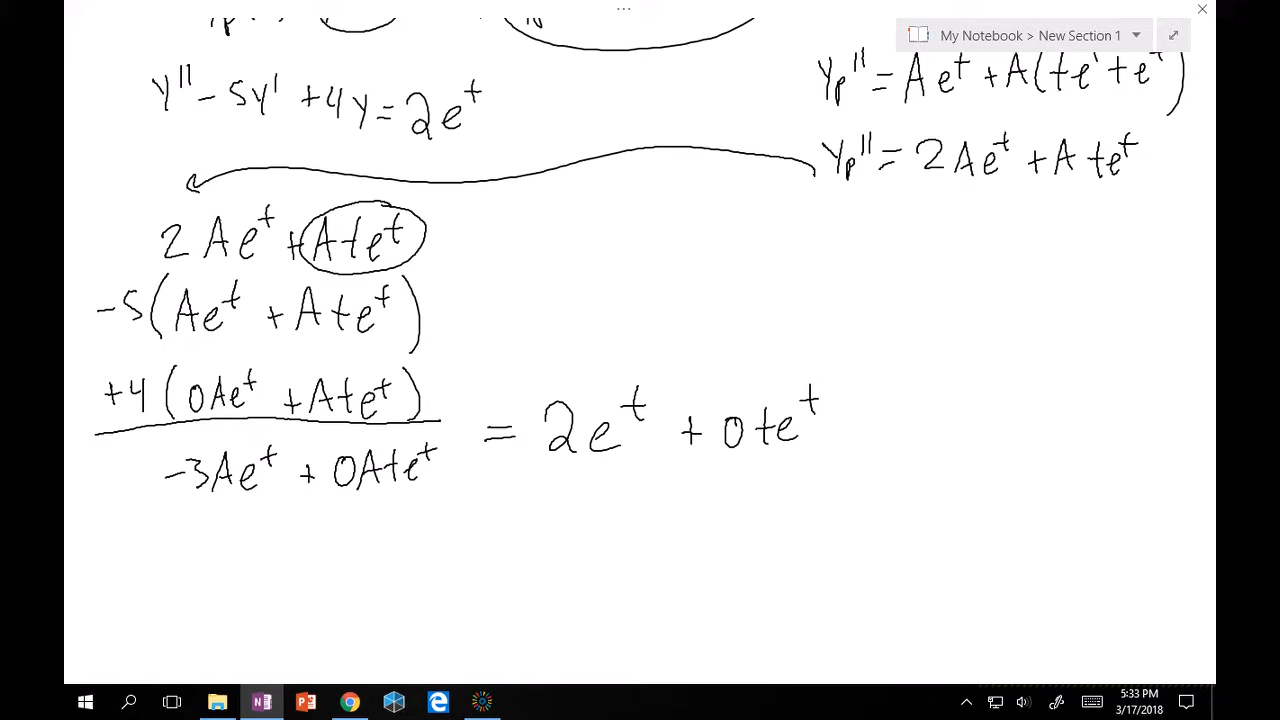 My Notebook > New Section 1
y'' - 5y' + 4y = 2e^t
yp'' = Ae^t + A(te^t + e^t)
yp'' = 2Ae^t + Ate^t
2Ae^t + Ate^t
-5(Ae^t + Ate^t)
+4(0Ae^t + Ate^t)
-3Ae^t + 0Ate^t = 2e^t + 0te^t
5:33 PM
3/17/2018